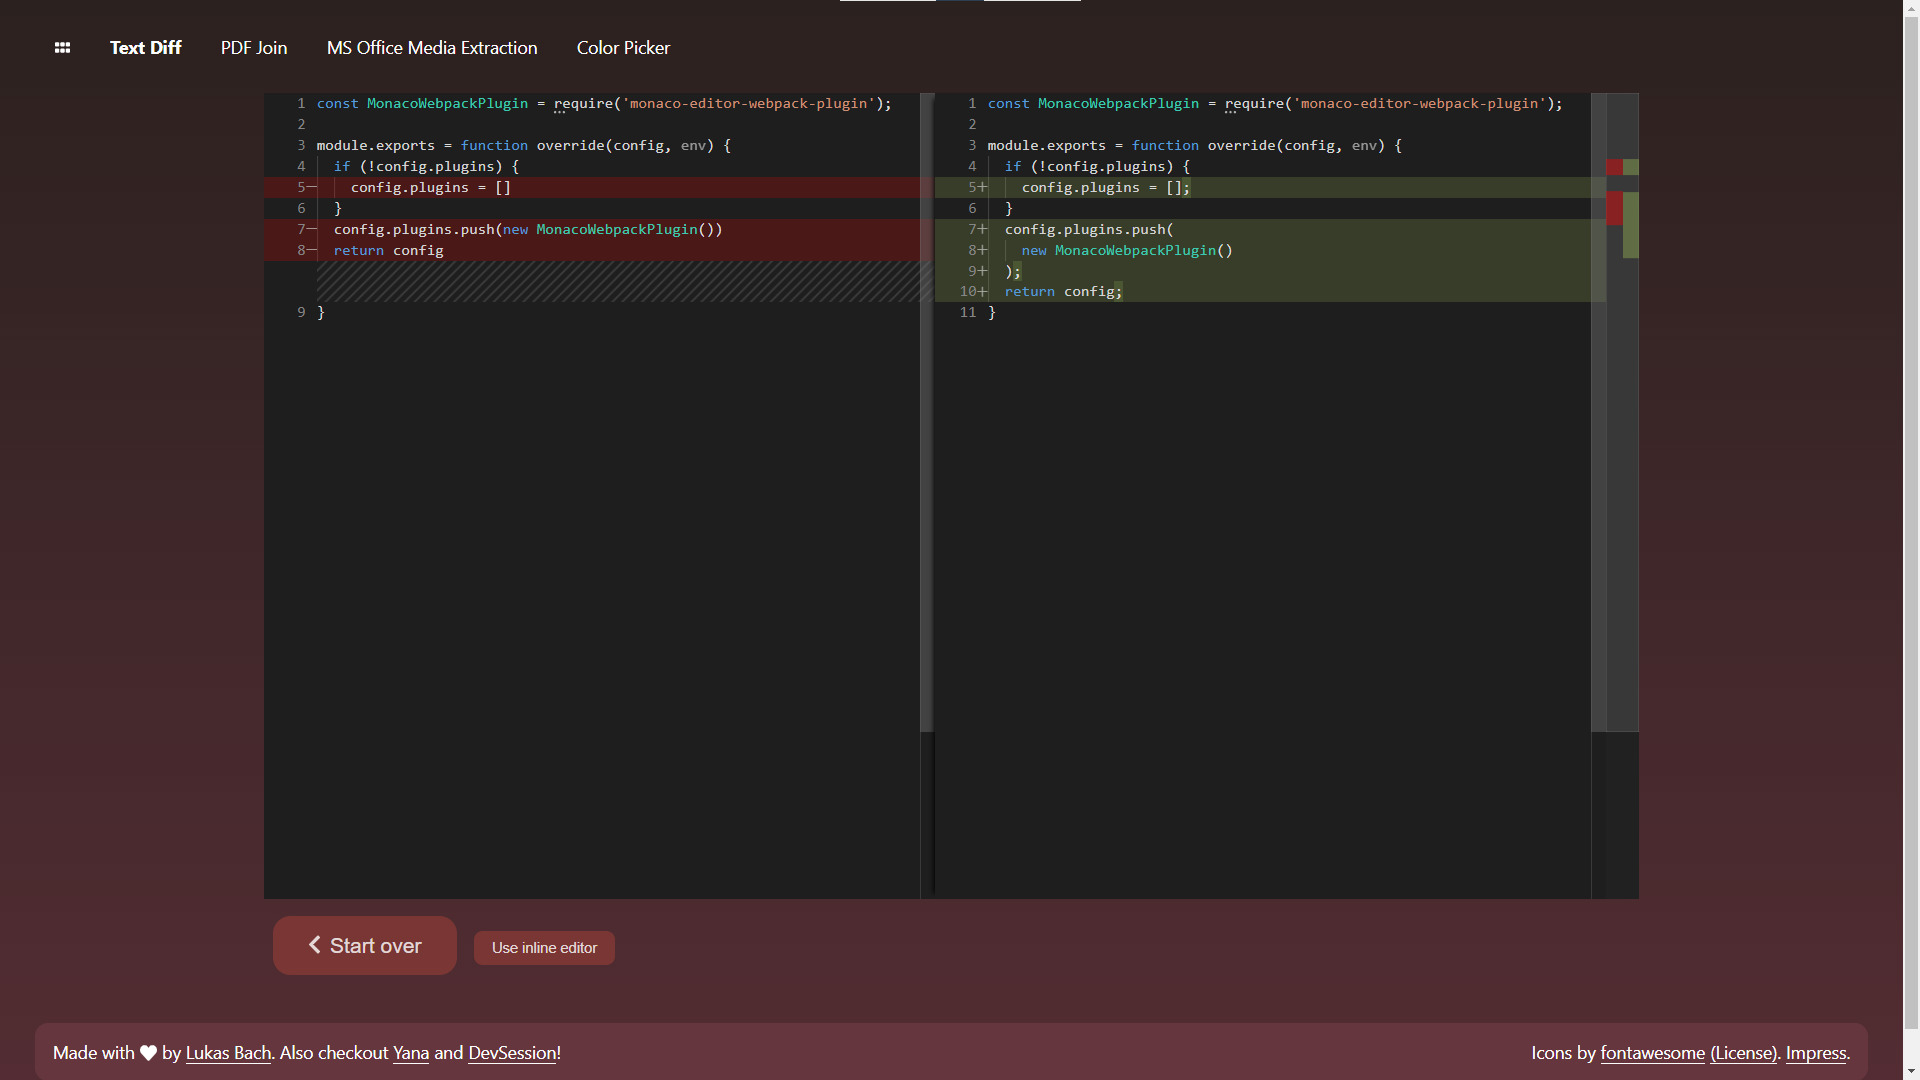 Text Diff PDF Join MS Office Media Extraction Color Picker
1 const MonacoWebpackPlugin = require('monaco-editor-webpack-plugin');
2
3 module.exports = function override(config, env) {
4 if (!config.plugins) {
5− config.plugins = []
6 }
7− config.plugins.push(new MonacoWebpackPlugin())
8− return config
9 }
1 const MonacoWebpackPlugin = require('monaco-editor-webpack-plugin');
2
3 module.exports = function override(config, env) {
4 if (!config.plugins) {
5+ config.plugins = [];
6 }
7+ config.plugins.push(
8+ new MonacoWebpackPlugin()
9+ );
10+ return config;
11 }
Start over
Use inline editor
Made with ♥ by Lukas Bach. Also checkout Yana and DevSession!
Icons by fontawesome (License). Impress.